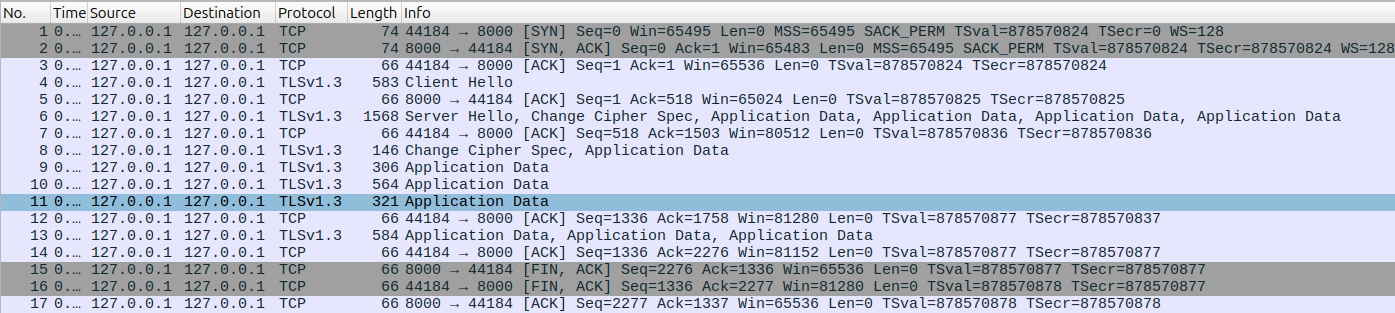 No. Time Source Destination Protocol Length Info
1 0.… 127.0.0.1 127.0.0.1 TCP 74 44184 → 8000 [SYN] Seq=0 Win=65495 Len=0 MSS=65495 SACK_PERM TSval=878570824 TSecr=0 WS=128
2 0.… 127.0.0.1 127.0.0.1 TCP 74 8000 → 44184 [SYN, ACK] Seq=0 Ack=1 Win=65483 Len=0 MSS=65495 SACK_PERM TSval=878570824 TSecr=878570824 WS=128
3 0.… 127.0.0.1 127.0.0.1 TCP 66 44184 → 8000 [ACK] Seq=1 Ack=1 Win=65536 Len=0 TSval=878570824 TSecr=878570824
4 0.… 127.0.0.1 127.0.0.1 TLSv1.3 583 Client Hello
5 0.… 127.0.0.1 127.0.0.1 TCP 66 8000 → 44184 [ACK] Seq=1 Ack=518 Win=65024 Len=0 TSval=878570825 TSecr=878570825
6 0.… 127.0.0.1 127.0.0.1 TLSv1.3 1568 Server Hello, Change Cipher Spec, Application Data, Application Data, Application Data, Application Data
7 0.… 127.0.0.1 127.0.0.1 TCP 66 44184 → 8000 [ACK] Seq=518 Ack=1503 Win=80512 Len=0 TSval=878570836 TSecr=878570836
8 0.… 127.0.0.1 127.0.0.1 TLSv1.3 146 Change Cipher Spec, Application Data
9 0.… 127.0.0.1 127.0.0.1 TLSv1.3 306 Application Data
10 0.… 127.0.0.1 127.0.0.1 TLSv1.3 564 Application Data
11 0.… 127.0.0.1 127.0.0.1 TLSv1.3 321 Application Data
12 0.… 127.0.0.1 127.0.0.1 TCP 66 44184 → 8000 [ACK] Seq=1336 Ack=1758 Win=81280 Len=0 TSval=878570877 TSecr=878570837
13 0.… 127.0.0.1 127.0.0.1 TLSv1.3 584 Application Data, Application Data, Application Data
14 0.… 127.0.0.1 127.0.0.1 TCP 66 44184 → 8000 [ACK] Seq=1336 Ack=2276 Win=81152 Len=0 TSval=878570877 TSecr=878570877
15 0.… 127.0.0.1 127.0.0.1 TCP 66 8000 → 44184 [FIN, ACK] Seq=2276 Ack=1336 Win=65536 Len=0 TSval=878570877 TSecr=878570877
16 0.… 127.0.0.1 127.0.0.1 TCP 66 44184 → 8000 [FIN, ACK] Seq=1336 Ack=2277 Win=81280 Len=0 TSval=878570878 TSecr=878570877
17 0.… 127.0.0.1 127.0.0.1 TCP 66 8000 → 44184 [ACK] Seq=2277 Ack=1337 Win=65536 Len=0 TSval=878570878 TSecr=878570878